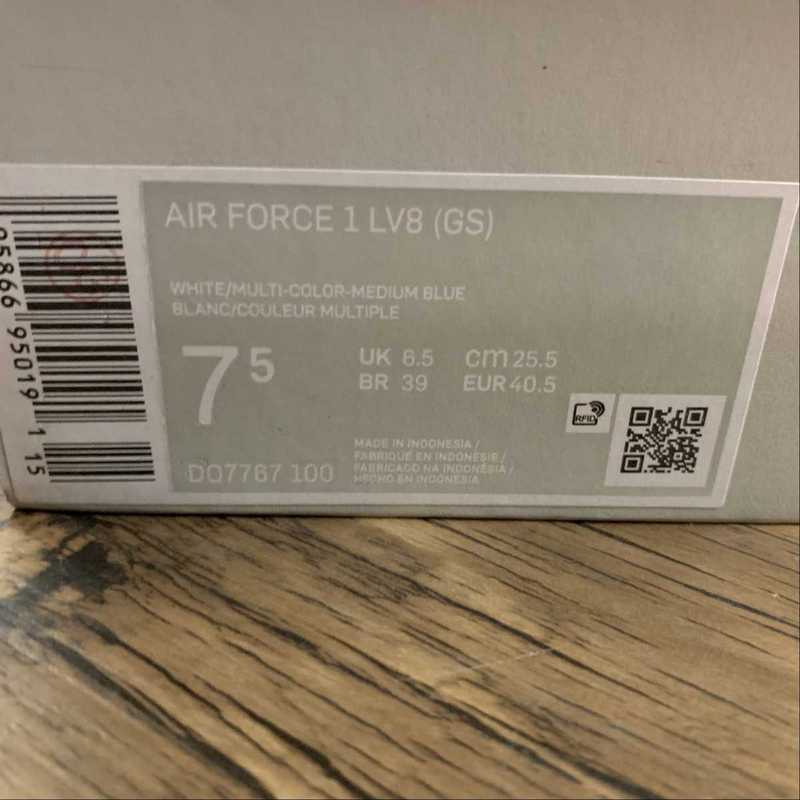 AIR FORCE 1 LV8 (GS)
WHITE/MULTI-COLOR-MEDIUM BLUE
BLANC/COULEUR MULTIPLE
7 5
UK 6.5 cm 25.5
BR 39 EUR 40.5
RFID
MADE IN INDONESIA /
FABRIQUE EN INDONESIE /
FABRICADO NA INDONÉSIA /
HECHO EN INDONESIA
DQ7767 100
95019 1 15